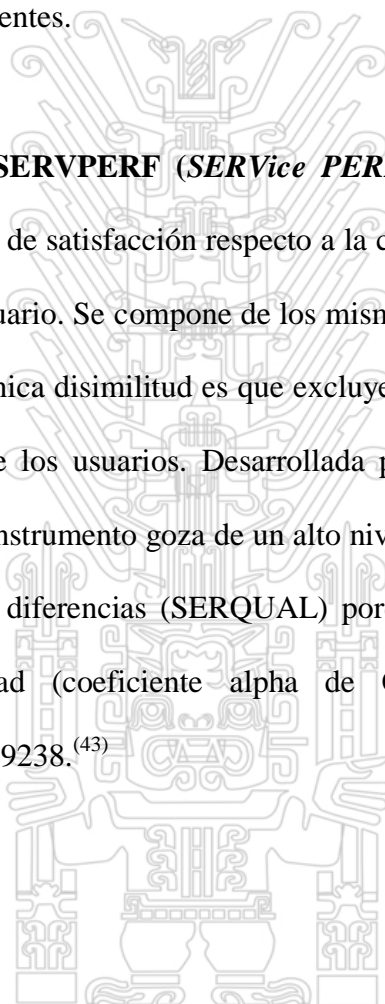 entes.
SERVPERF (SERVice PER
de satisfacción respecto a la c
uario. Se compone de los mism
nica disimilitud es que excluye
e los usuarios. Desarrollada p
nstrumento goza de un alto niv
diferencias (SERQUAL) por
ad (coeficiente alpha de C
9238.(43)